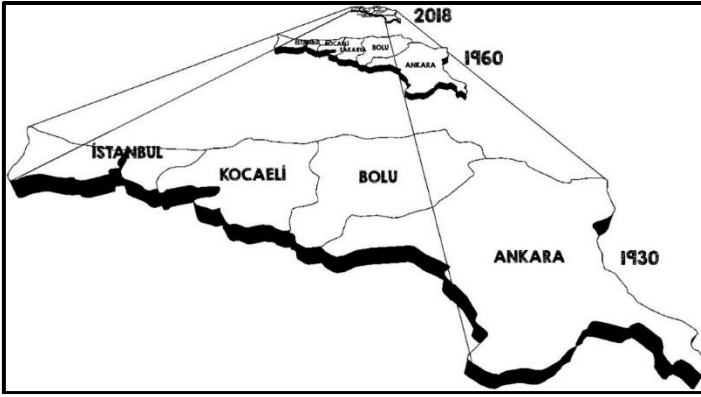 2018
İSTANBUL
KOCAELİ
SAKARYA
BOLU
ANKARA
1960
İSTANBUL
KOCAELİ
BOLU
ANKARA
1930